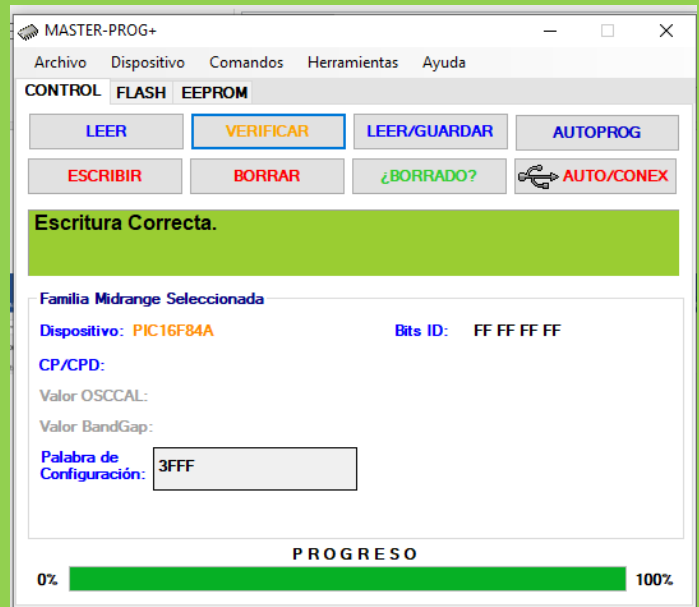 MASTER-PROG+
Archivo Dispositivo Comandos Herramientas Ayuda
CONTROL FLASH EEPROM
LEER VERIFICAR LEER/GUARDAR AUTOPROG
ESCRIBIR BORRAR ¿BORRADO? AUTO/CONEX
Escritura Correcta.
Familia Midrange Seleccionada
Dispositivo: PIC16F84A Bits ID: FF FF FF FF
CP/CPD:
Valor OSCCAL:
Valor BandGap:
Palabra de
Configuración: 3FFF
PROGRESO
0% 100%